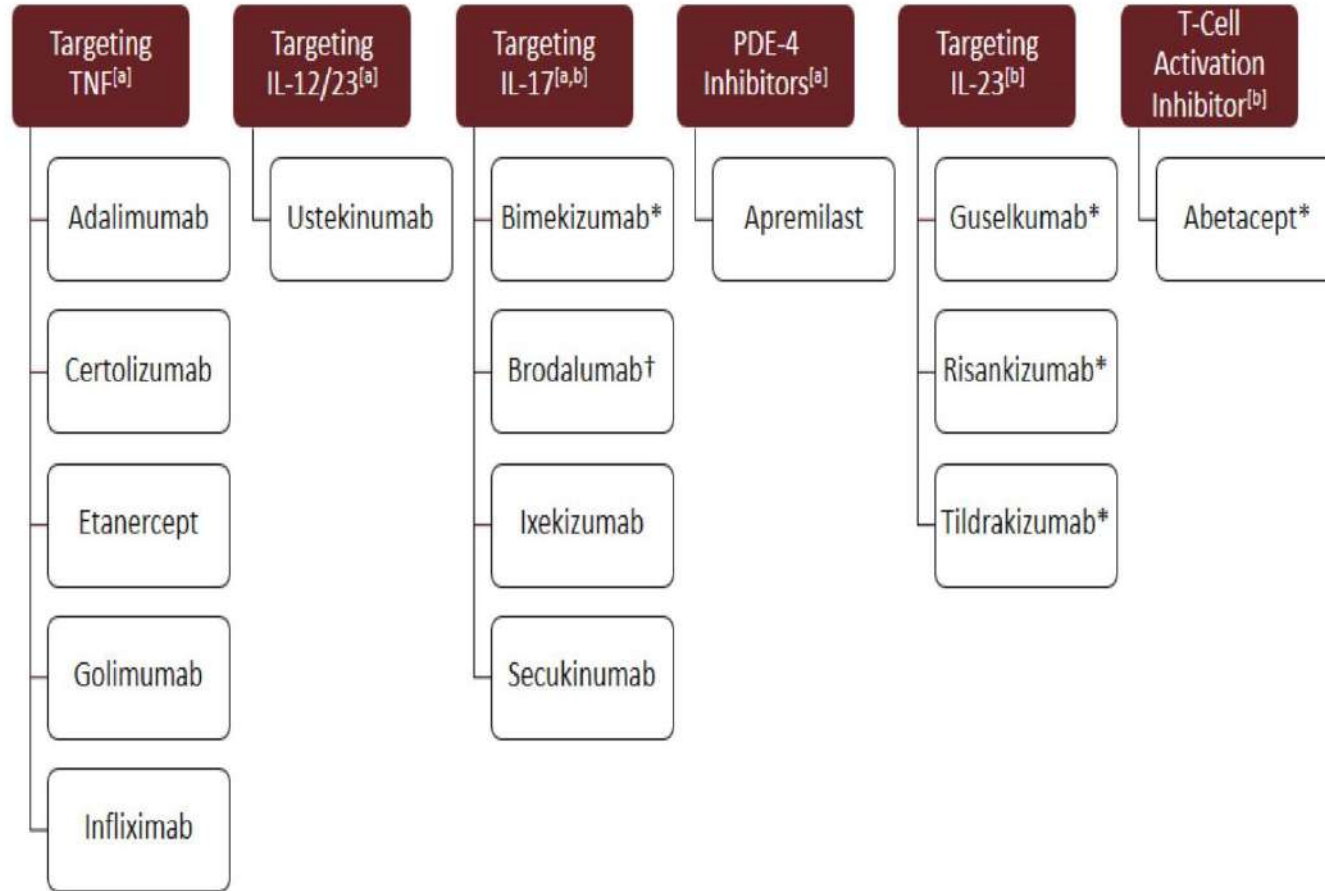 Targeting
TNF[a]
Adalimumab
Certolizumab
Etanercept
Golimumab
Infliximab
Targeting
IL-12/23[a]
Ustekinumab
Targeting
IL-17[a,b]
Bimekizumab*
Brodalumab†
Ixekizumab
Secukinumab
PDE-4
Inhibitors[a]
Apremilast
Targeting
IL-23[b]
Guselkumab*
Risankizumab*
Tildrakizumab*
T-Cell
Activation
Inhibitor[b]
Abetacept*